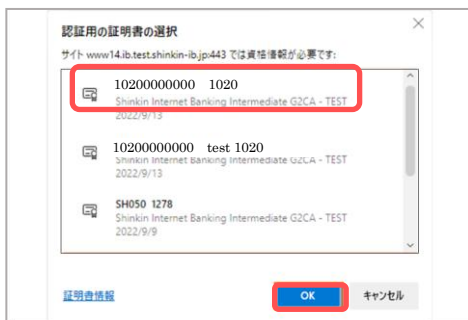 認証用の証明書の選択
サイト www14.ib.test.shinkin-ib.jp:443 では資格情報が必要です:
10200000000 1020
Shinkin Internet Banking Intermediate G2CA - TEST
2022/9/13
10200000000 test 1020
Shinkin Internet Banking Intermediate G2CA - TEST
2022/9/13
SH050 1278
Shinkin Internet Banking Intermediate G2CA - TEST
2022/9/9
証明書情報
OK
キャンセル